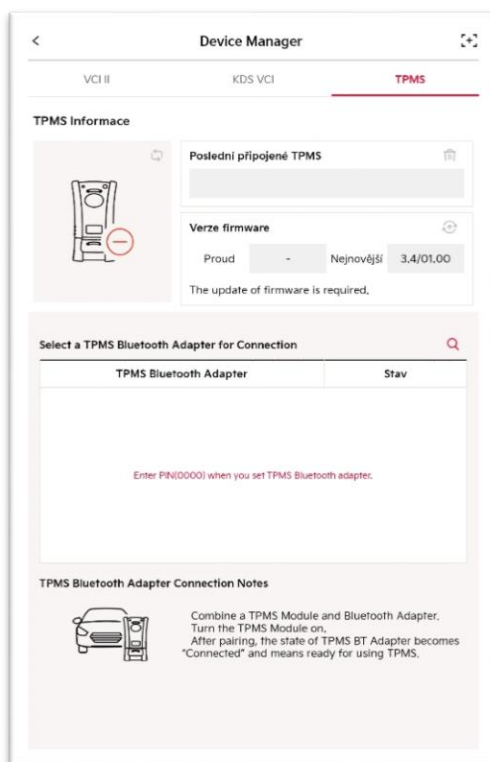 Device Manager
VCI II
KDS VCI
TPMS
TPMS Informace
Poslední připojené TPMS
Verze firmware
Proud
-
Nejnovější
3.4/01.00
The update of firmware is required.
Select a TPMS Bluetooth Adapter for Connection
TPMS Bluetooth Adapter
Stav
Enter PIN(0000) when you set TPMS Bluetooth adapter.
TPMS Bluetooth Adapter Connection Notes
Combine a TPMS Module and Bluetooth Adapter.
Turn the TPMS Module on.
After pairing, the state of TPMS BT Adapter becomes
"Connected" and means ready for using TPMS.